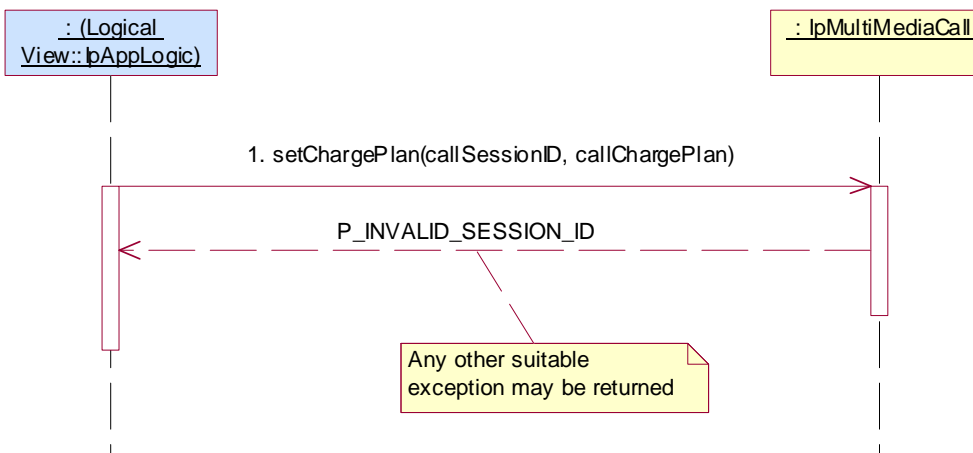 : (Logical
View::IpAppLogic)
: IpMultiMediaCall
1. setChargePlan(callSessionID, callChargePlan)
P_INVALID_SESSION_ID
Any other suitable
exception may be returned